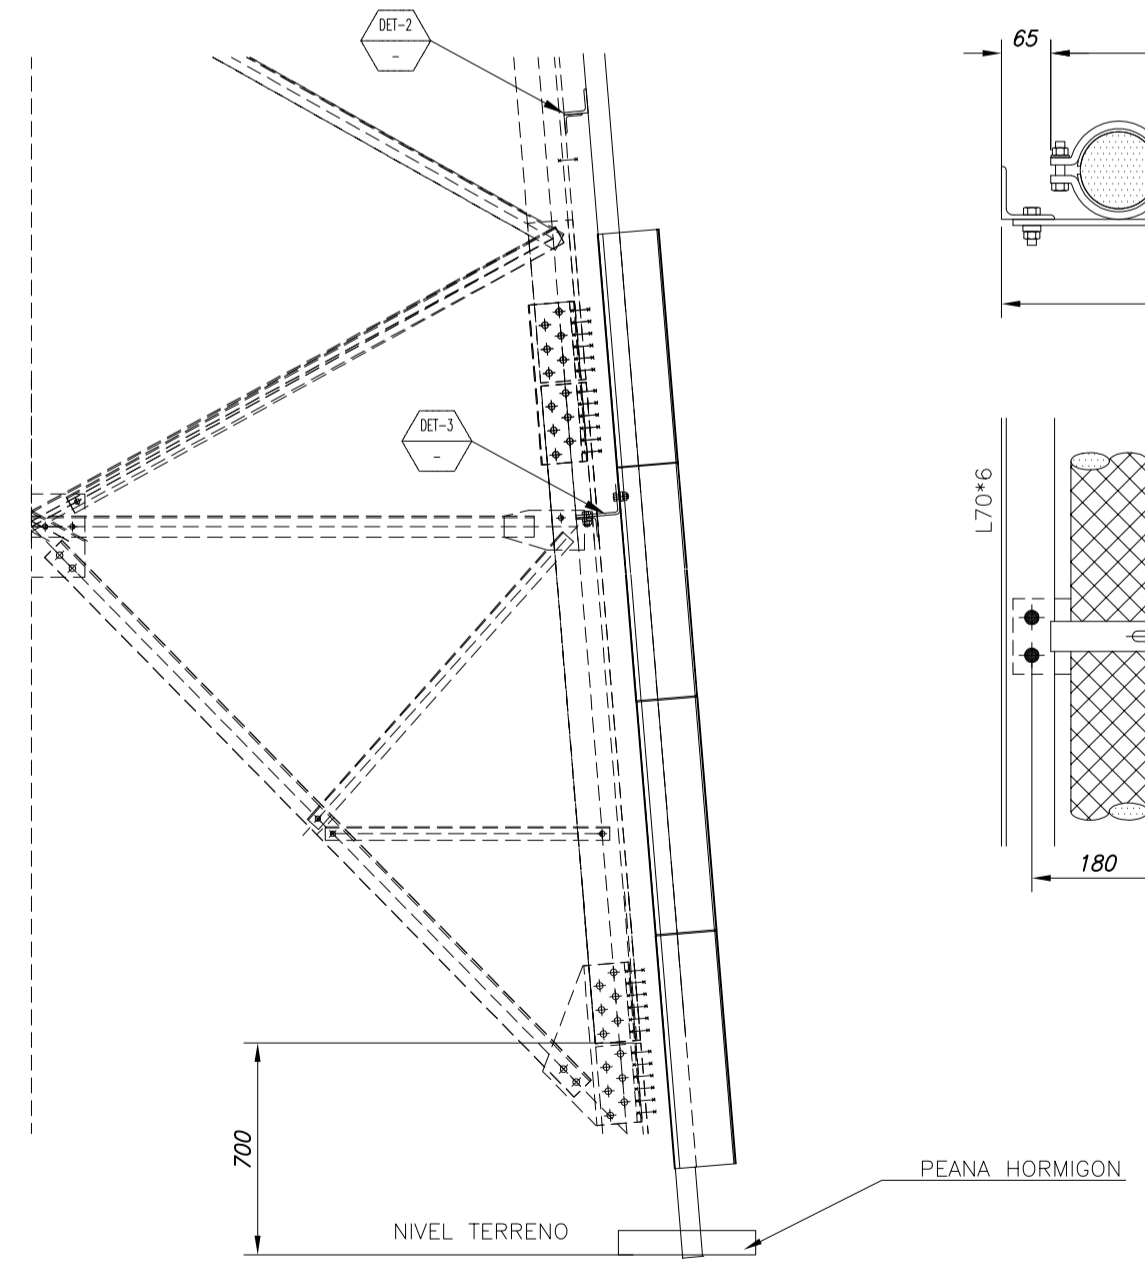 DET-2
-
65
DET-3
-
L70*6
180
700
PEANA HORMIGON
NIVEL TERRENO